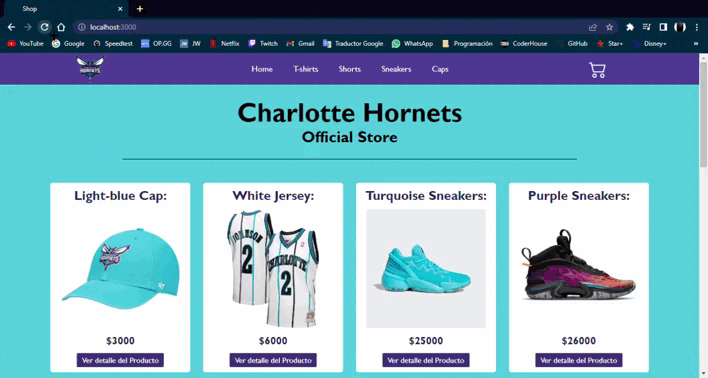 Shop
localhost:3000
YouTube Google Speedtest OP.GG JW Netflix Twitch Gmail Traductor Google WhatsApp Programación CoderHouse GitHub Star+ Disney+
HORNETS
Home T-shirts Shorts Sneakers Caps
Charlotte Hornets
Official Store
Light-blue Cap: White Jersey: Turquoise Sneakers: Purple Sneakers:
JOHNSON
2
CHARLOTTE
2
$3000 $6000 $25000 $26000
Ver detalle del Producto Ver detalle del Producto Ver detalle del Producto Ver detalle del Producto